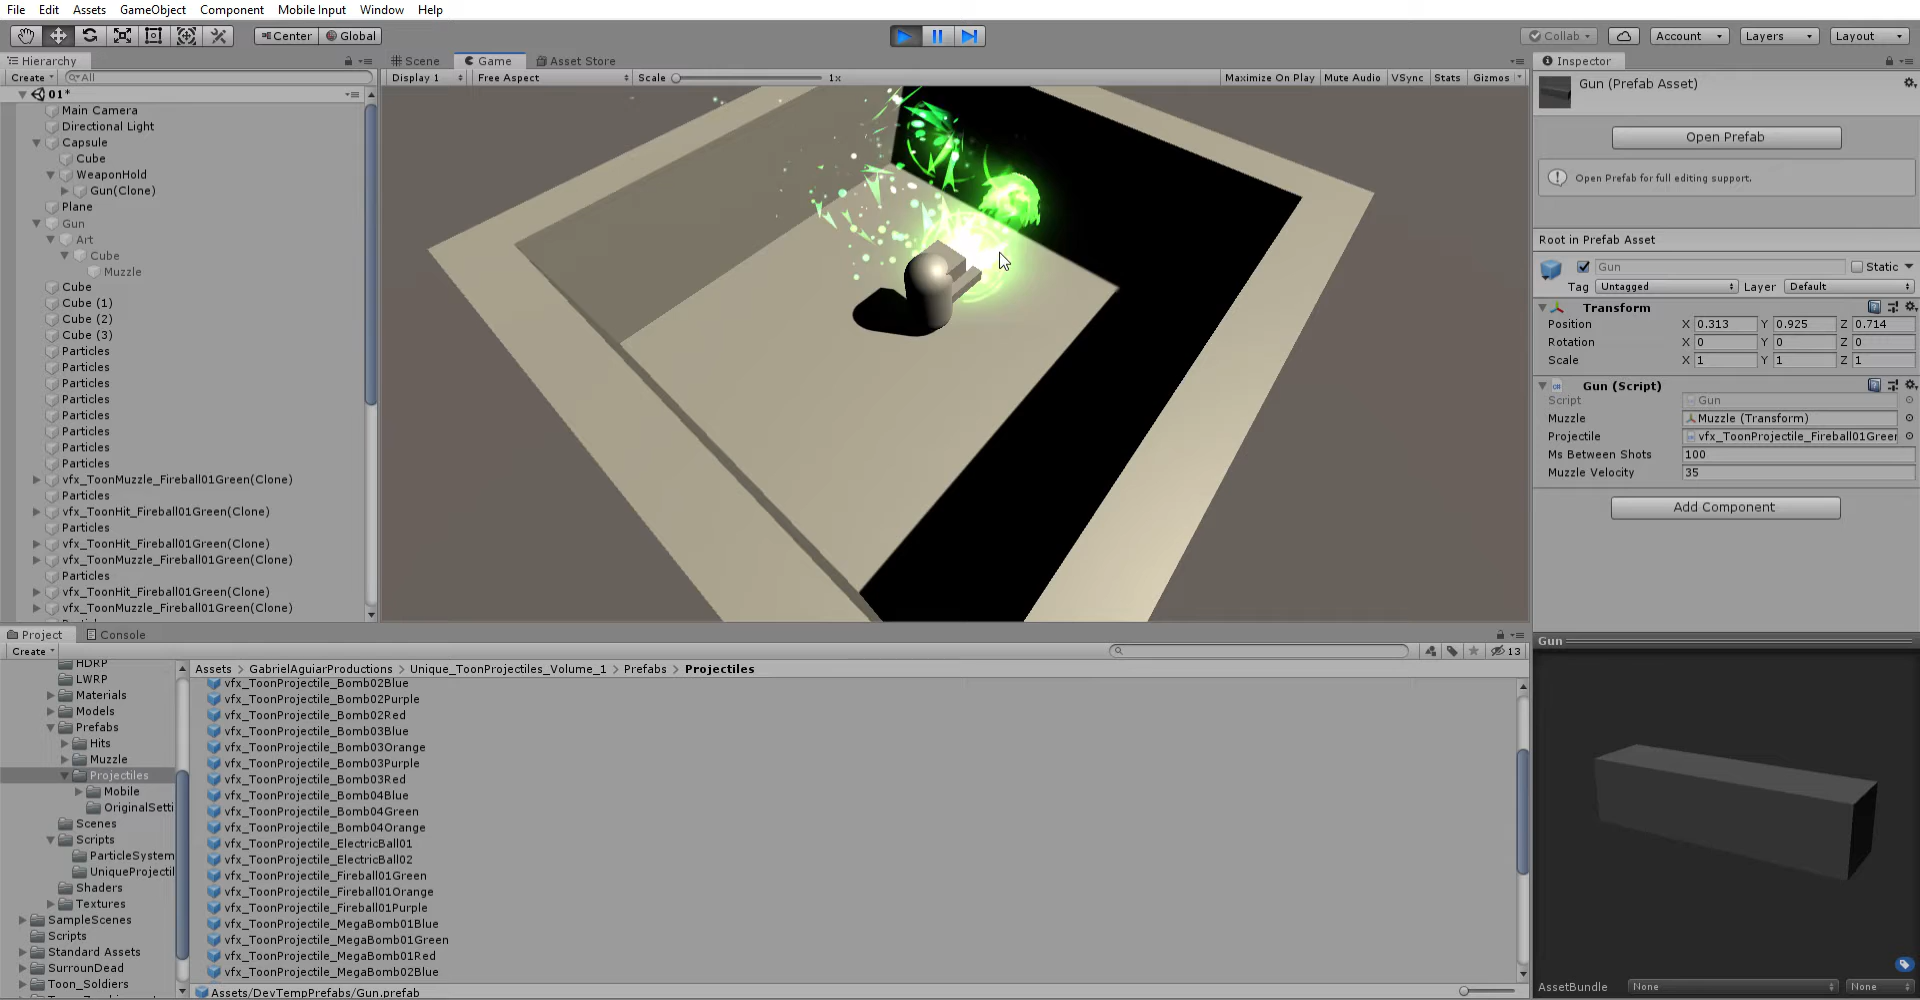 File Edit Assets GameObject Component Mobile Input Window Help
Center Global Collab Account Layers Layout
Hierarchy
Create All
01*
Main Camera
Directional Light
Capsule
Cube
WeaponHold
Gun(Clone)
Plane
Gun
Art
Cube
Muzzle
Cube
Cube (1)
Cube (2)
Cube (3)
Particles
Particles
Particles
Particles
Particles
Particles
Particles
Particles
vfx_ToonMuzzle_Fireball01Green(Clone)
Particles
vfx_ToonHit_Fireball01Green(Clone)
Particles
vfx_ToonHit_Fireball01Green(Clone)
vfx_ToonMuzzle_Fireball01Green(Clone)
Particles
vfx_ToonHit_Fireball01Green(Clone)
vfx_ToonMuzzle_Fireball01Green(Clone)
Scene Game Asset Store
Display 1 Free Aspect Scale 1x Maximize On Play Mute Audio VSync Stats Gizmos
Inspector
Gun (Prefab Asset)
Open Prefab
Open Prefab for full editing support.
Root in Prefab Asset
Gun Static
Tag Untagged Layer Default
Transform
Position X 0.313 Y 0.925 Z 0.714
Rotation X 0 Y 0 Z 0
Scale X 1 Y 1 Z 1
Gun (Script)
Script Gun
Muzzle Muzzle (Transform)
Projectile vfx_ToonProjectile_Fireball01Green
Ms Between Shots 100
Muzzle Velocity 35
Add Component
Project Console
Create 13
HDRP
LWRP
Materials
Models
Prefabs
Hits
Muzzle
Projectiles
Mobile
OriginalSetti
Scenes
Scripts
ParticleSystem
UniqueProjectil
Shaders
Textures
SampleScenes
Scripts
Standard Assets
SurrounDead
Toon_Soldiers
Assets > GabrielAguiarProductions > Unique_ToonProjectiles_Volume_1 > Prefabs > Projectiles
vfx_ToonProjectile_Bomb02Blue
vfx_ToonProjectile_Bomb02Purple
vfx_ToonProjectile_Bomb02Red
vfx_ToonProjectile_Bomb03Blue
vfx_ToonProjectile_Bomb03Orange
vfx_ToonProjectile_Bomb03Purple
vfx_ToonProjectile_Bomb03Red
vfx_ToonProjectile_Bomb04Blue
vfx_ToonProjectile_Bomb04Green
vfx_ToonProjectile_Bomb04Orange
vfx_ToonProjectile_ElectricBall01
vfx_ToonProjectile_ElectricBall02
vfx_ToonProjectile_Fireball01Green
vfx_ToonProjectile_Fireball01Orange
vfx_ToonProjectile_Fireball01Purple
vfx_ToonProjectile_MegaBomb01Blue
vfx_ToonProjectile_MegaBomb01Green
vfx_ToonProjectile_MegaBomb01Red
vfx_ToonProjectile_MegaBomb02Blue
Assets/DevTempPrefabs/Gun.prefab
Gun
AssetBundle None None